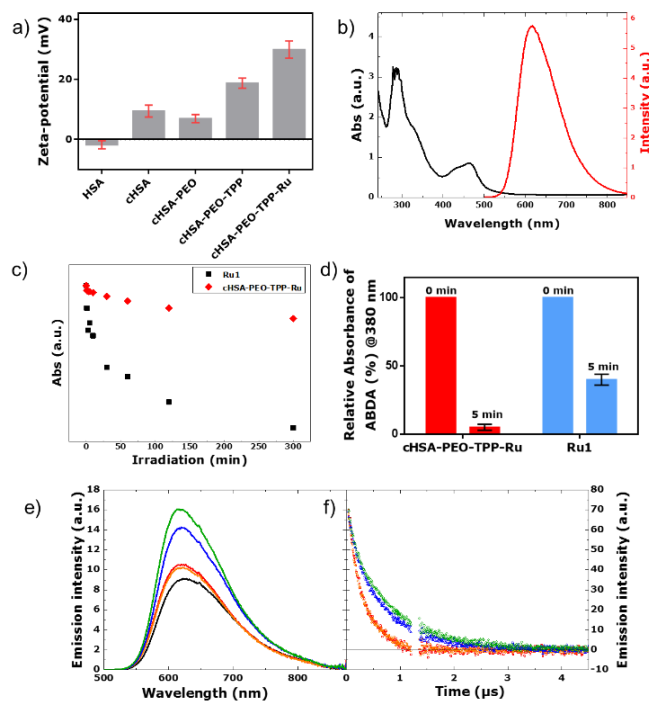 a)
Zeta-potential (mV)
60
40
20
0
HSA
cHSA
cHSA-PEO
cHSA-PEO-TPP
cHSA-PEO-TPP-Ru
b)
Abs (a.u.)
4
3
2
1
0
300 400 500 600 700 800
Wavelength (nm)
6
5
4
3
2
1
0
Intensity (a.u.)
c)
Ru1
cHSA-PEO-TPP-Ru
Abs (a.u.)
0 50 100 150 200 250 300
Irradiation (min)
d)
Relative Absorbance of
ABDA (%) @380 nm
100
50
0
0 min
5 min
0 min
5 min
cHSA-PEO-TPP-Ru
Ru1
e)
Emission intensity (a.u.)
18
16
14
12
10
8
6
4
2
0
500 600 700 800
Wavelength (nm)
f)
0 1 2 3 4
Time (µs)
80
70
60
50
40
30
20
10
0
-10
Emission intensity (a.u.)